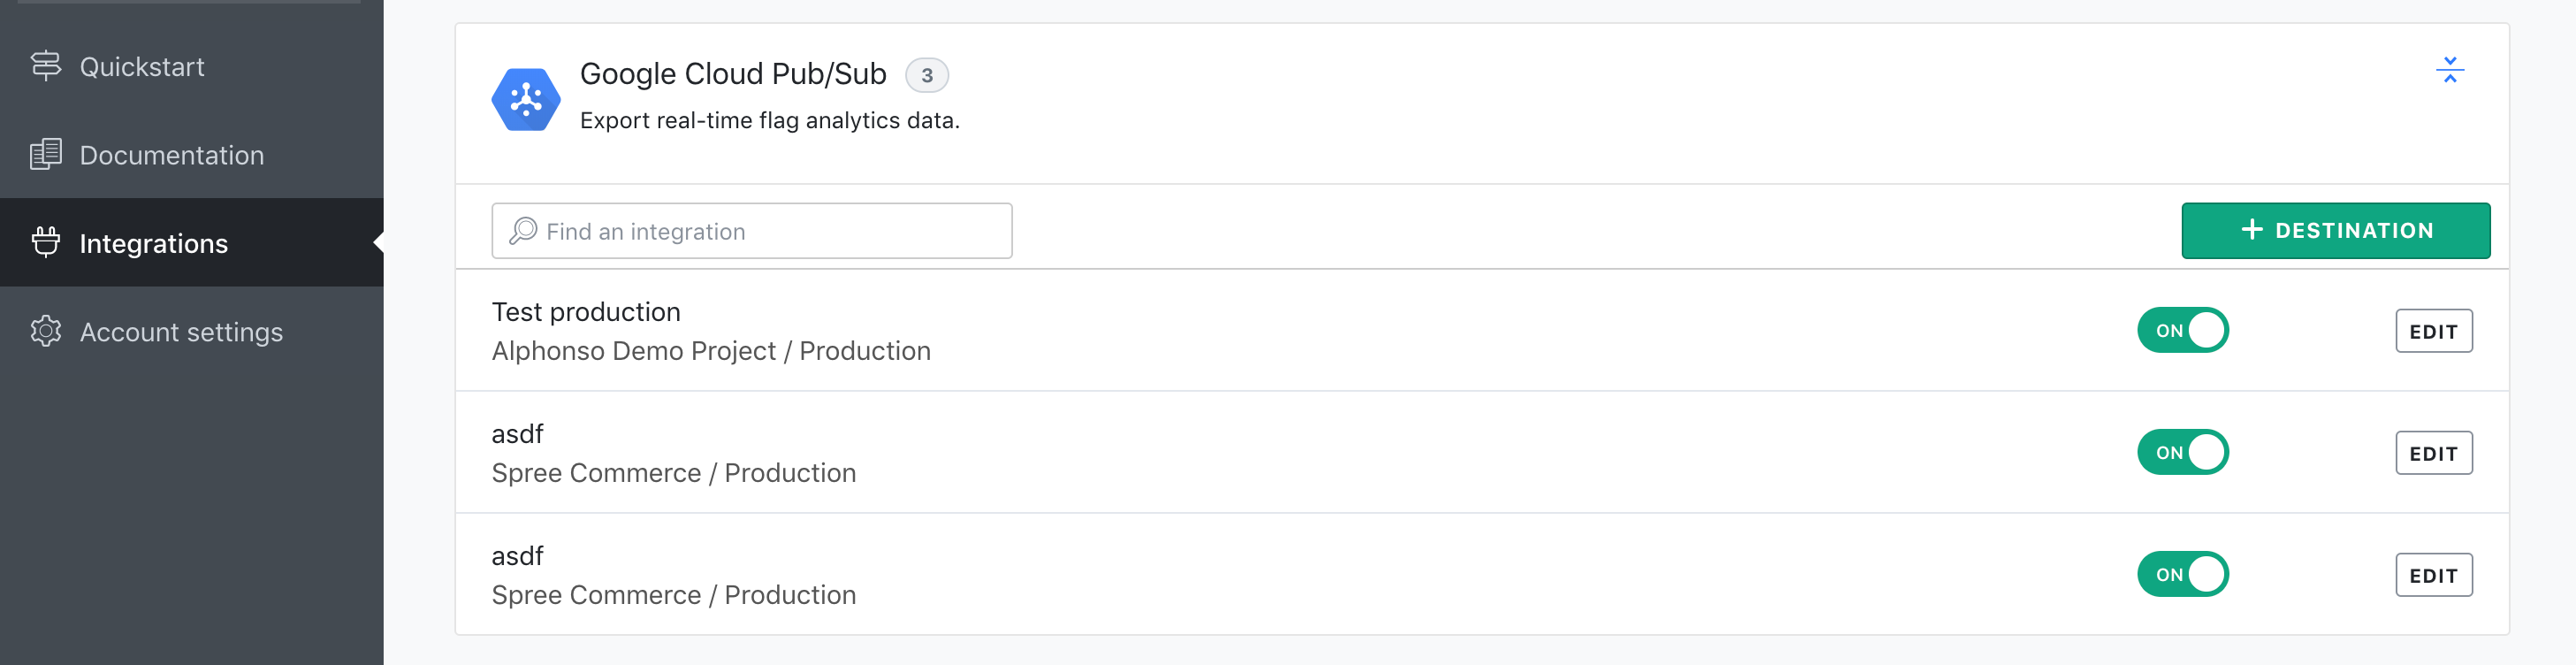 Quickstart
Documentation
Integrations
Account settings
Google Cloud Pub/Sub 3
Export real-time flag analytics data.
Find an integration
+ DESTINATION
Test production
Alphonso Demo Project / Production
ON
EDIT
asdf
Spree Commerce / Production
ON
EDIT
asdf
Spree Commerce / Production
ON
EDIT